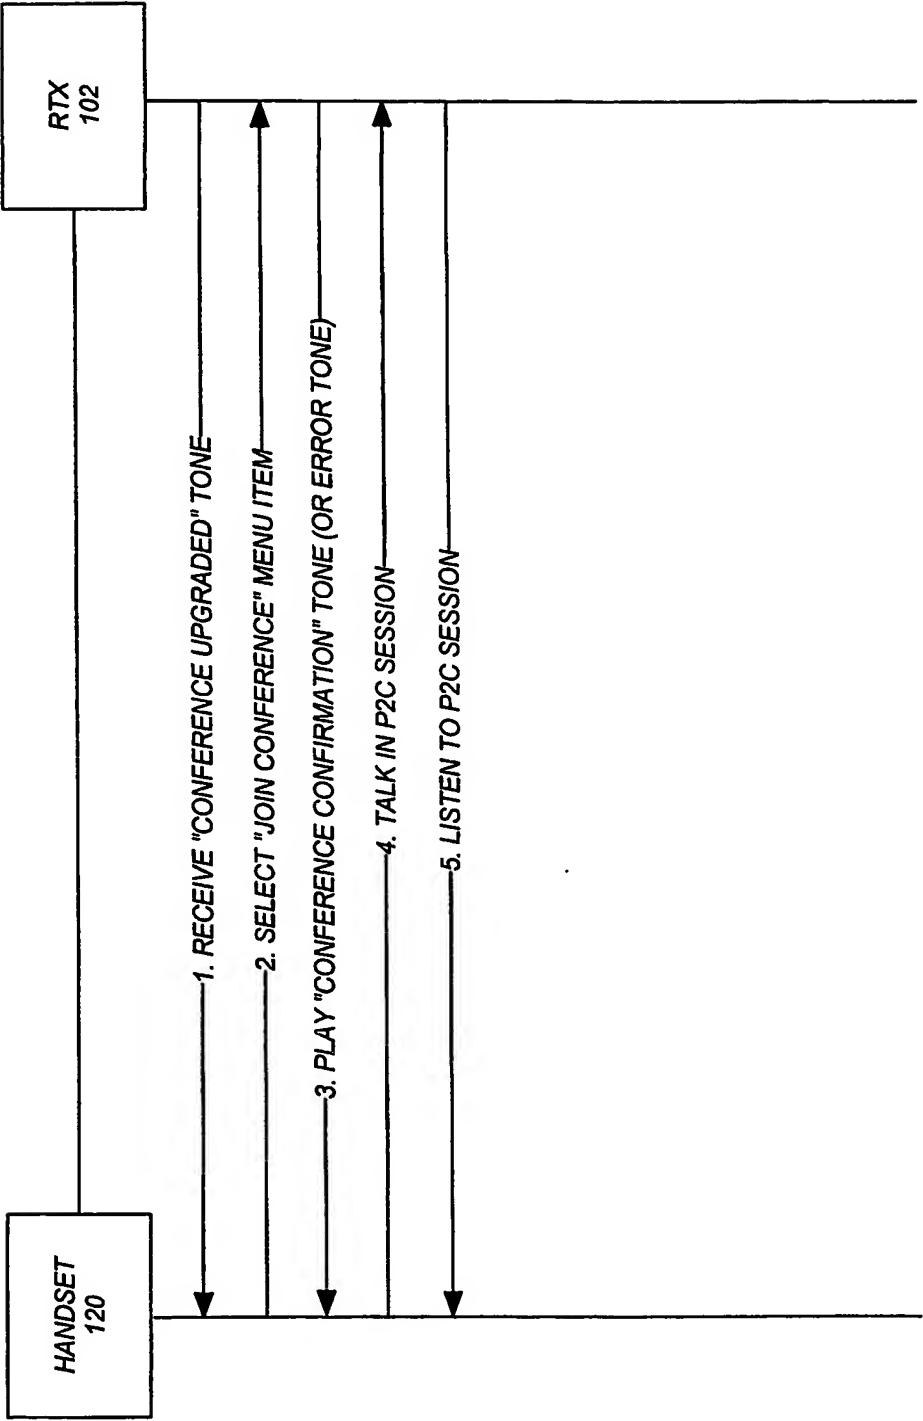 HANDSET
120
RTX
102
1. RECEIVE "CONFERENCE UPGRADED" TONE
2. SELECT "JOIN CONFERENCE" MENU ITEM
3. PLAY "CONFERENCE CONFIRMATION" TONE (OR ERROR TONE)
4. TALK IN P2C SESSION
5. LISTEN TO P2C SESSION